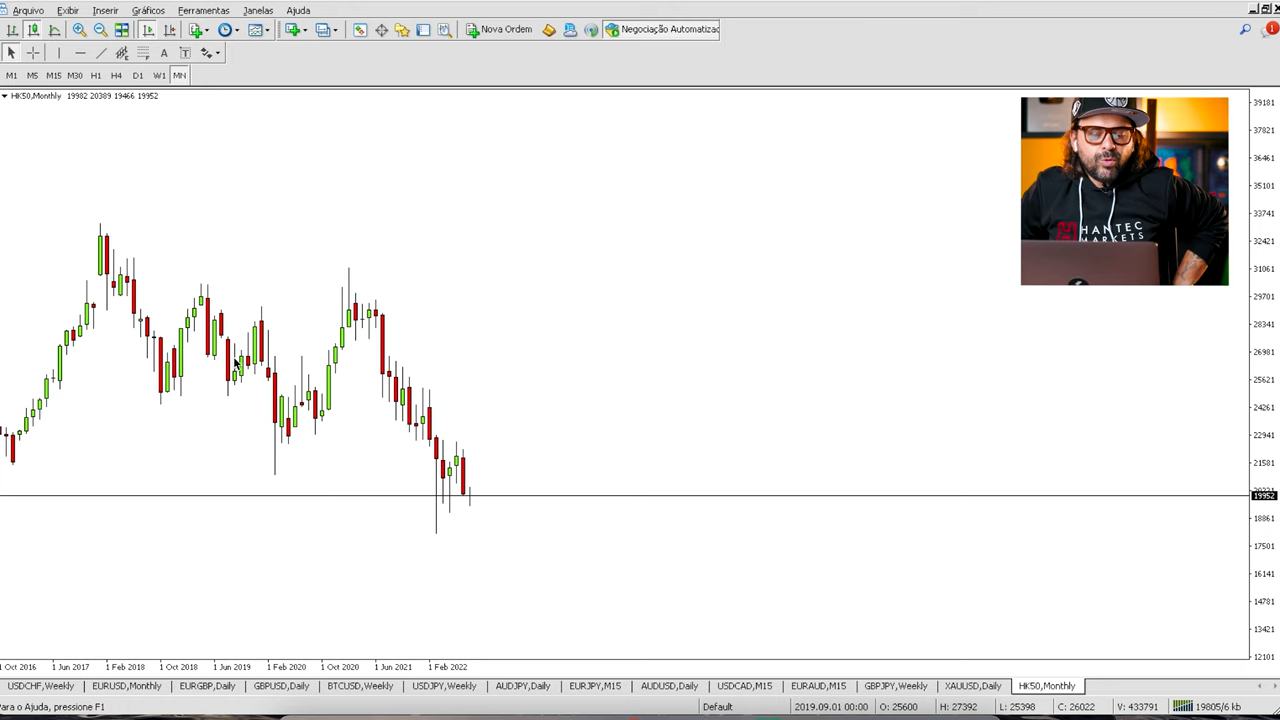 Arquivo Exibir Inserir Gráficos Ferramentas Janelas Ajuda
Nova Ordem Negociação Automatizac
1
A T
M1 M5 M15 M30 H1 H4 D1 W1 MN
HK50,Monthly 19982 20389 19466 19952
HANTEC
MARKETS
39181
37821
36461
35101
33741
32421
31061
29701
28341
26981
25621
24261
22941
21581
19952
18861
17501
16141
14781
13421
12101
1 Oct 2016 1 Jun 2017 1 Feb 2018 1 Oct 2018 1 Jun 2019 1 Feb 2020 1 Oct 2020 1 Jun 2021 1 Feb 2022
USDCHF,Weekly EURUSD,Monthly EURGBP,Daily GBPUSD,Daily BTCUSD,Weekly USDJPY,Weekly AUDJPY,Daily EURJPY,M15 AUDUSD,Daily USDCAD,M15 EURAUD,M15 GBPJPY,Weekly XAUUSD,Daily HK50,Monthly
Para o Ajuda, pressione F1 Default 2019.09.01 00:00 O: 25600 H: 27392 L: 25398 C: 26022 V: 433791 19805/6 kb